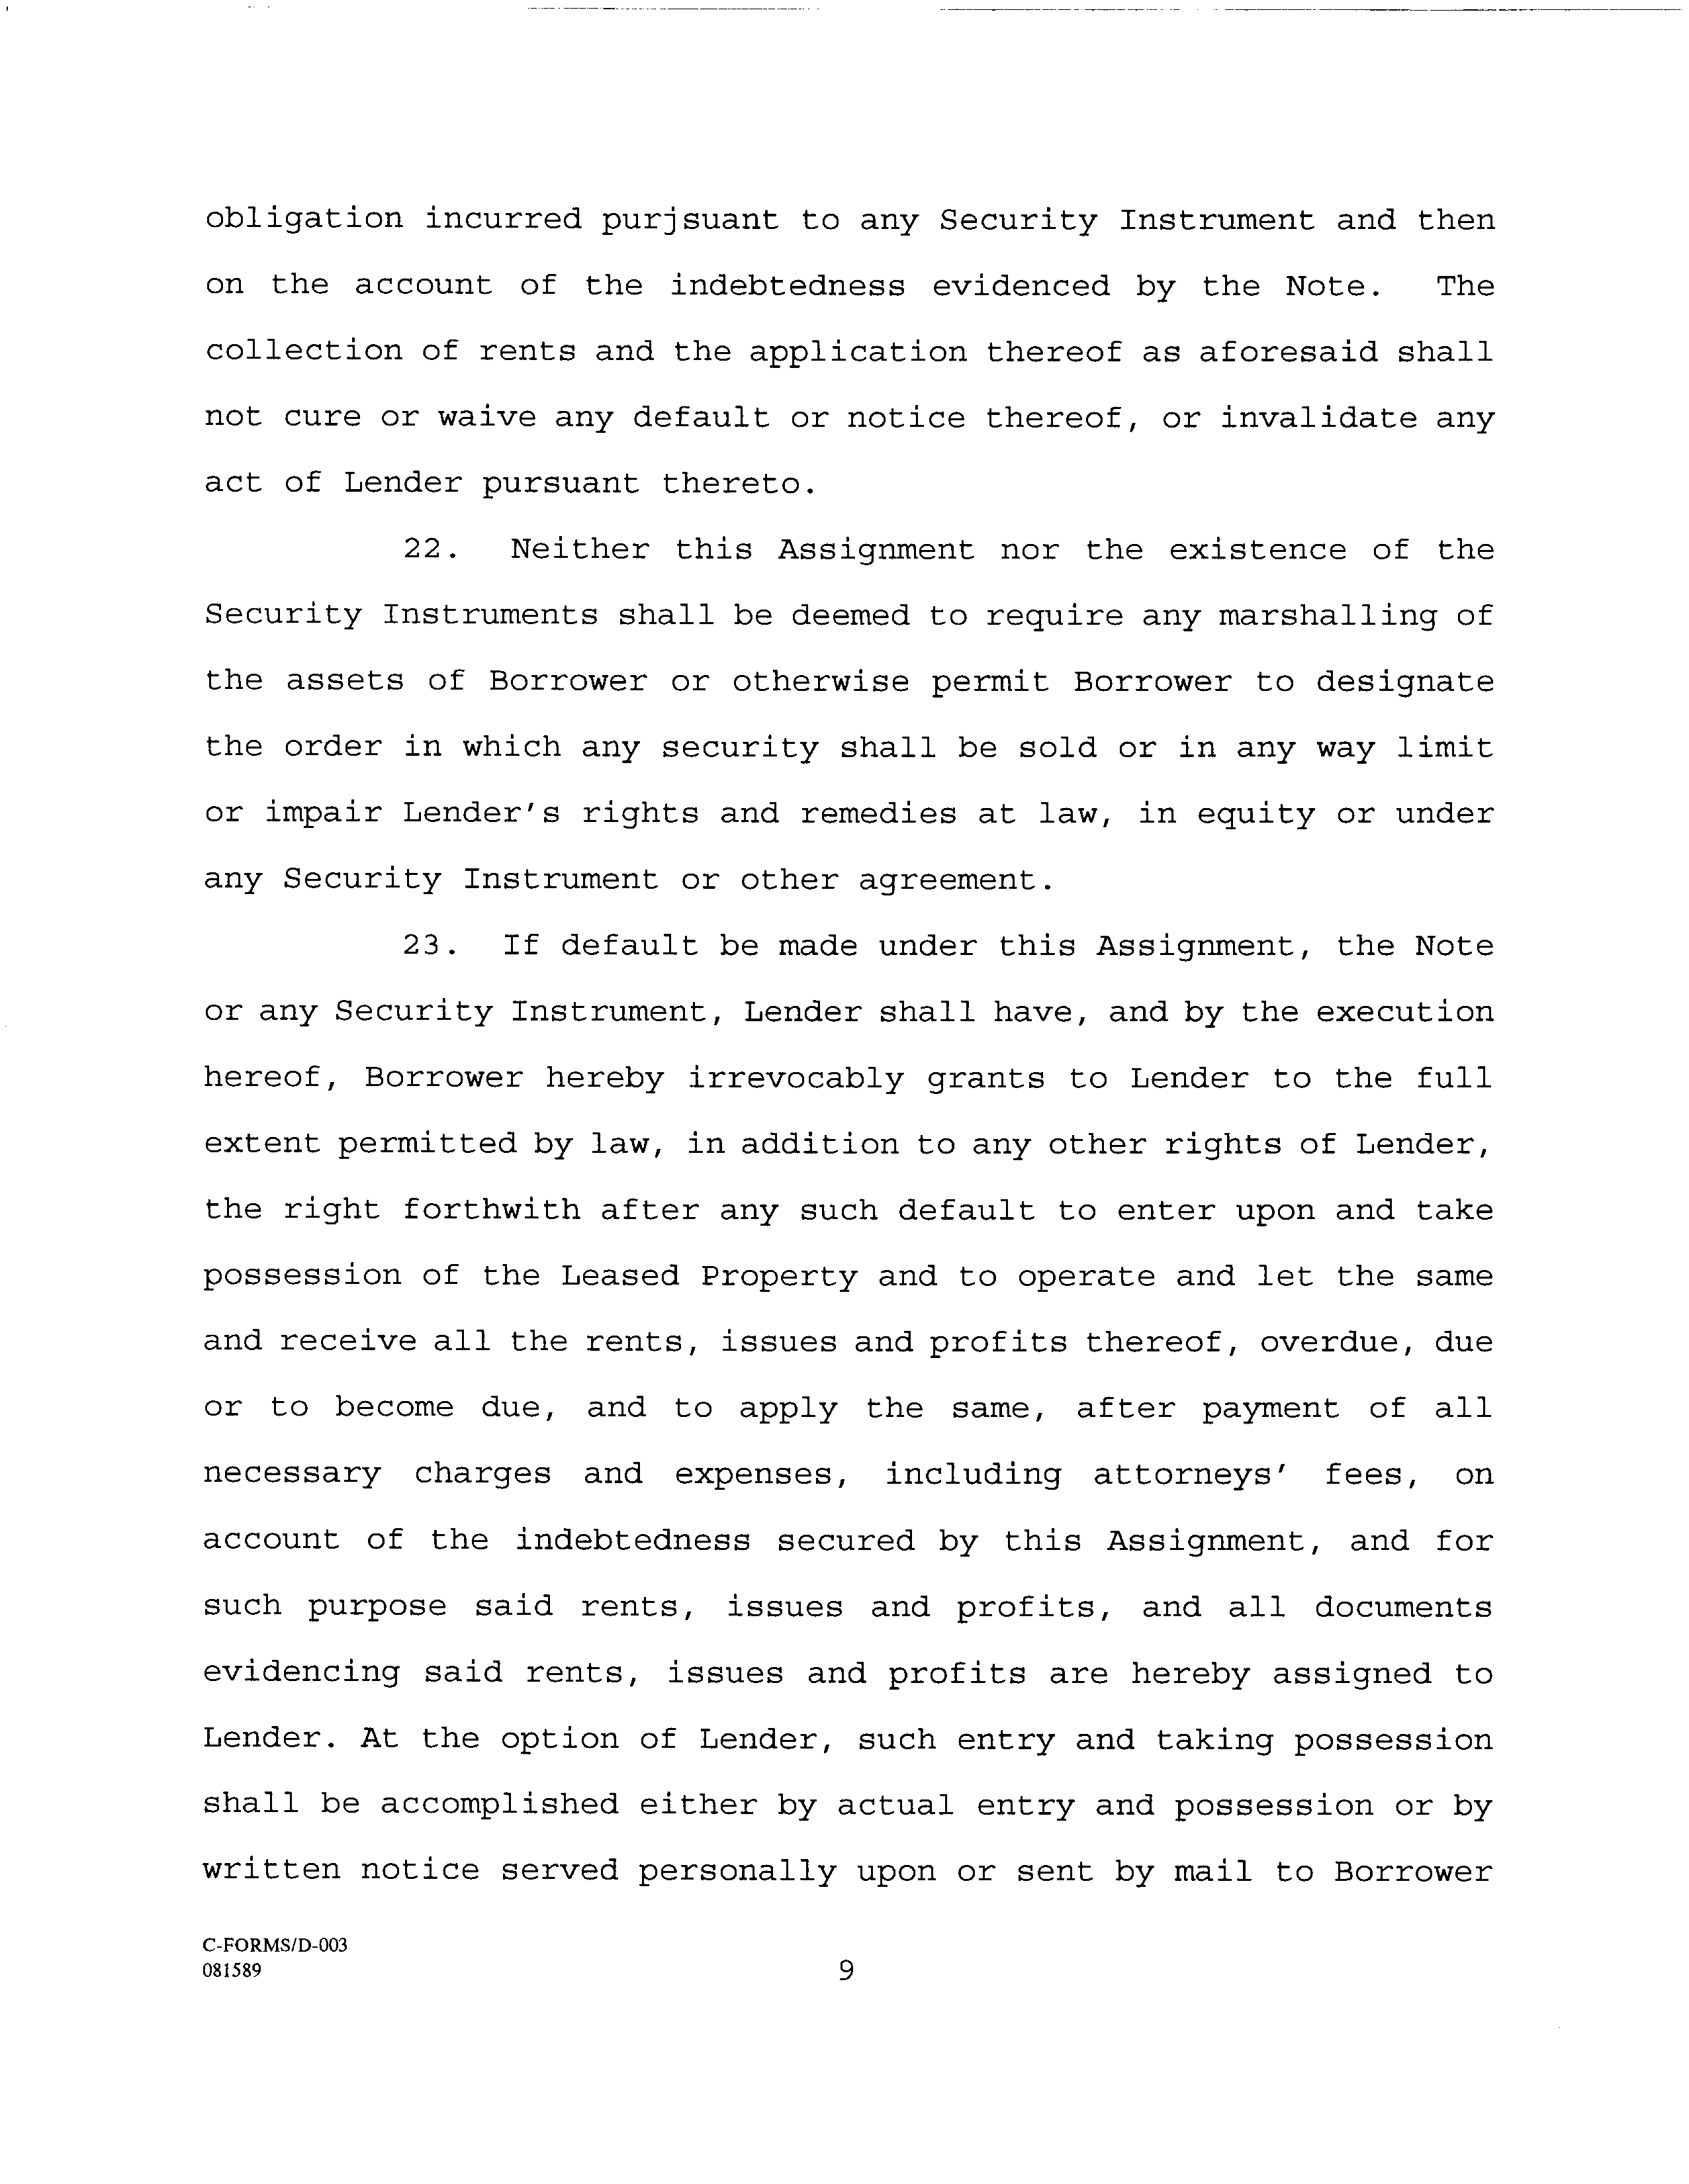 obligation incurred purjsuant to any Security Instrument and then
on the account of the indebtedness evidenced by the Note. The
collection of rents and the application thereof as aforesaid shall
not cure or waive any default or notice thereof, or invalidate any
act of Lender pursuant thereto.
22. Neither this Assignment nor the existence of the
Security Instruments shall be deemed to require any marshalling of
the assets of Borrower or otherwise permit Borrower to designate
the order in which any security shall be sold or in any way limit
or impair Lender's rights and remedies at law, in equity or under
any Security Instrument or other agreement.
23. If default be made under this Assignment, the Note
or any Security Instrument, Lender shall have, and by the execution
hereof, Borrower hereby irrevocably grants to Lender to the full
extent permitted by law, in addition to any other rights of Lender,
the right forthwith after any such default to enter upon and take
possession of the Leased Property and to operate and let the same
and receive all the rents, issues and profits thereof, overdue, due
or to become due, and to apply the same, after payment of all
necessary charges and expenses, including attorneys' fees, on
account of the indebtedness secured by this Assignment, and for
such purpose said rents, issues and profits, and all documents
evidencing said rents, issues and profits are hereby assigned to
Lender. At the option of Lender, such entry and taking possession
shall be accomplished either by actual entry and possession or by
written notice served personally upon or sent by mail to Borrower
C-FORMS/D-003
081589
9